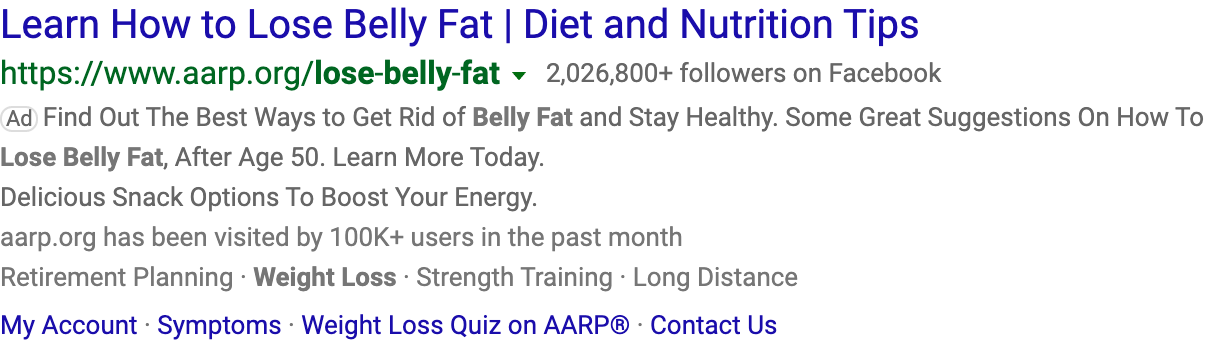 Learn How to Lose Belly Fat | Diet and Nutrition Tips
https://www.aarp.org/lose-belly-fat 2,026,800+ followers on Facebook
Ad Find Out The Best Ways to Get Rid of Belly Fat and Stay Healthy. Some Great Suggestions On How To
Lose Belly Fat, After Age 50. Learn More Today.
Delicious Snack Options To Boost Your Energy.
aarp.org has been visited by 100K+ users in the past month
Retirement Planning · Weight Loss · Strength Training · Long Distance
My Account · Symptoms · Weight Loss Quiz on AARP® · Contact Us